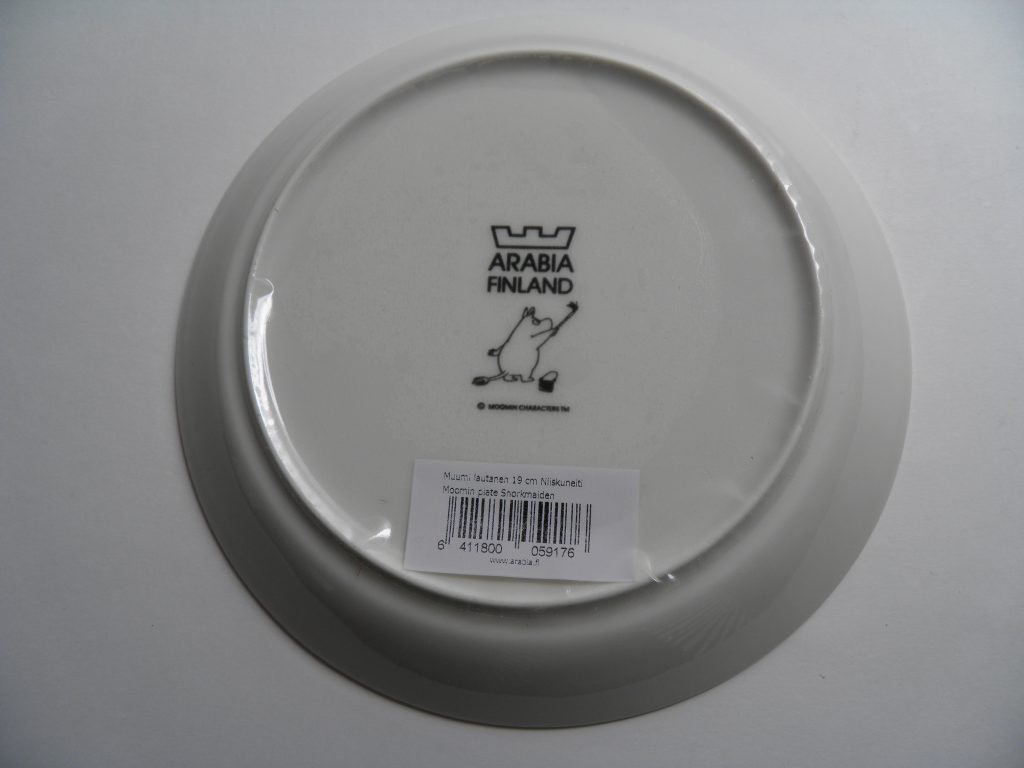 ARABIA
FINLAND
© MOOMIN CHARACTERS TM
Muumi lautanen 19 cm Niiskuneiti
Moomin plate Snorkmaiden
6 411800 059176
www.arabia.fi